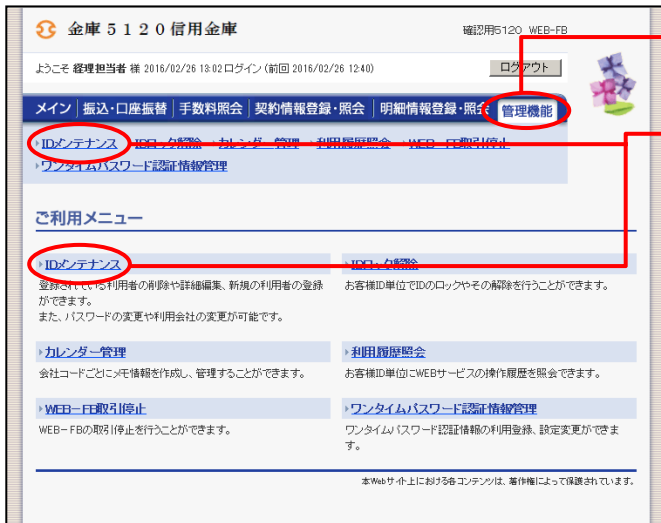 金庫５１２０信用金庫
確認用5120 WEB-FB
ようこそ 経理担当者 様 2016/02/26 13:02 ログイン (前回 2016/02/26 12:40)
ログアウト
メイン 振込・口座振替 手数料照会 契約情報登録・照会 明細情報登録・照会 管理機能
IDメンテナンス IDロック解除 カレンダー管理 利用履歴照会 WEB－FB取引停止
ワンタイムパスワード認証情報管理
ご利用メニュー
IDメンテナンス
登録されている利用者の削除や詳細編集、新規の利用者の登録
ができます。
また、パスワードの変更や利用会社の変更が可能です。
IDロック解除
お客様ID単位でIDのロックやその解除を行うことができます。
カレンダー管理
会社コードごとにメモ情報を作成し、管理することができます。
利用履歴照会
お客様ID単位にWEBサービスの操作履歴を照会できます。
WEB－FB取引停止
WEB－FBの取引停止を行うことができます。
ワンタイムパスワード認証情報管理
ワンタイムパスワード認証情報の利用登録、設定変更ができま
す。
本Webサイト上における各コンテンツは、著作権によって保護されています。